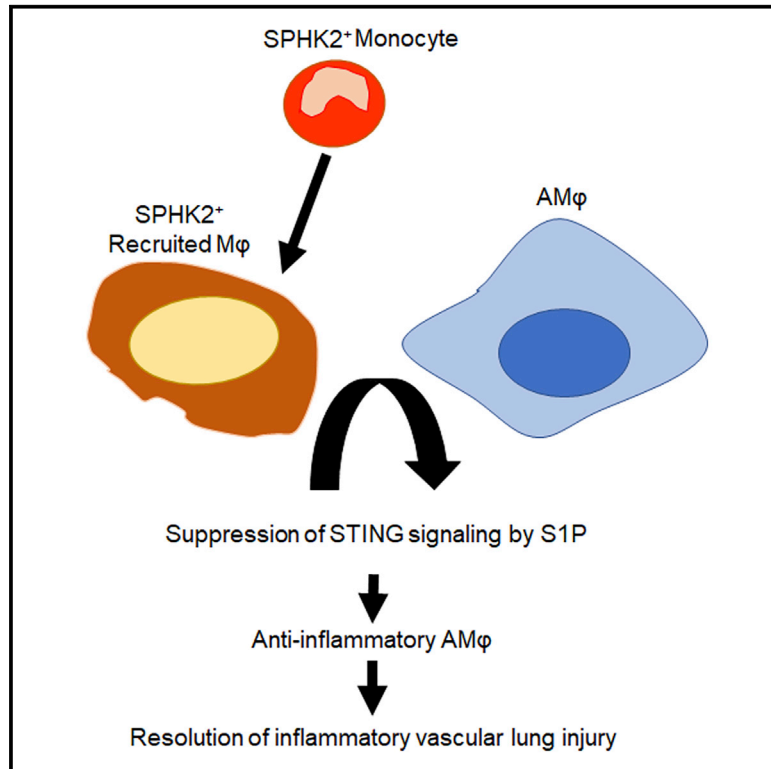 SPHK2⁺ Monocyte
SPHK2⁺
Recruited Mφ
AMφ
Suppression of STING signaling by S1P
Anti-inflammatory AMφ
Resolution of inflammatory vascular lung injury